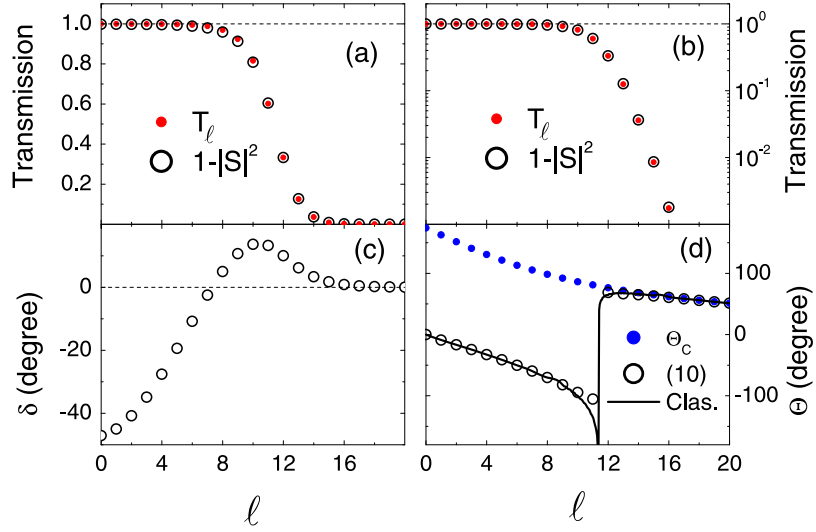 1.0
0.8
0.6
0.4
0.2
Transmission
(a)
T_ℓ
1-|S|^2
(b)
T_ℓ
1-|S|^2
10^0
10^-1
10^-2
Transmission
(c)
0
-20
-40
δ (degree)
0 4 8 12 16
ℓ
(d)
Θ_C
(10)
Clas.
100
0
-100
Θ (degree)
0 4 8 12 16 20
ℓ